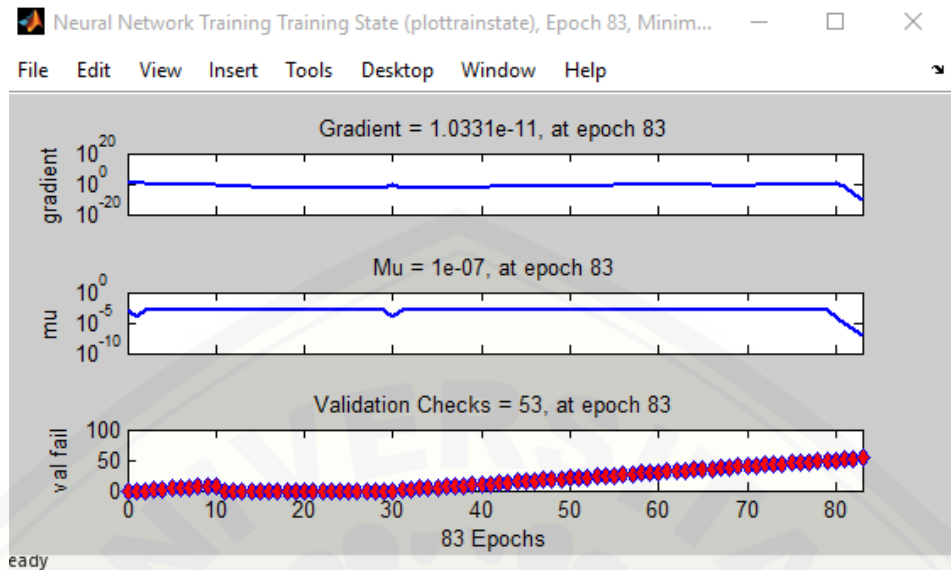 Neural Network Training Training State (plottrainstate), Epoch 83, Minim...
File Edit View Insert Tools Desktop Window Help
Gradient = 1.0331e-11, at epoch 83
gradient
10^20
10^0
10^-20
Mu = 1e-07, at epoch 83
mu
10^0
10^-5
10^-10
Validation Checks = 53, at epoch 83
val fail
100
50
0
0 10 20 30 40 50 60 70 80
83 Epochs
eady
NIVERSITA